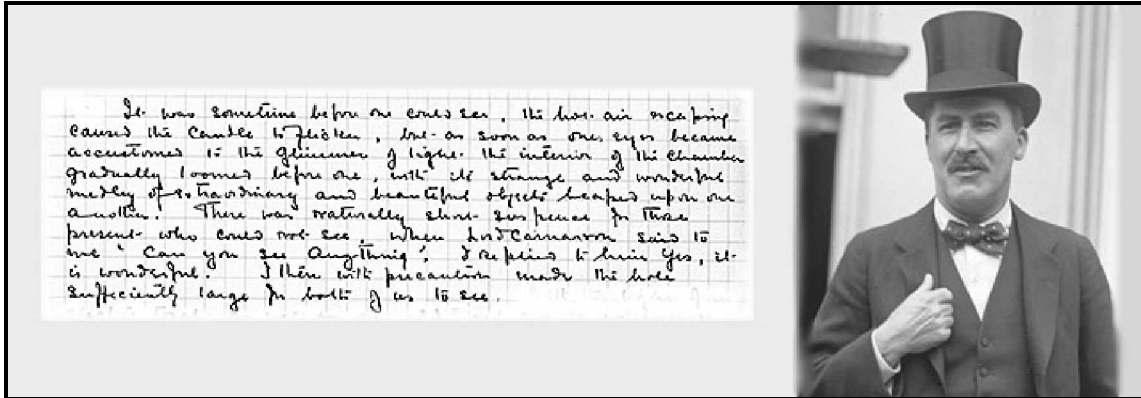 It was sometime before one could see, the hot air escaping
caused the candle to flicker, but as soon as one's eyes became
accustomed to the glimmer of light the interior of the chamber
gradually loomed before one, with its strange and wonderful
medley of extraordinary and beautiful objects heaped upon one
another. There was naturally short suspense for those
present who could not see, when Lord Carnarvon said to
me "Can you see anything". I replied to him Yes, it
is wonderful. I then with precaution made the hole
sufficiently large for both of us to see.